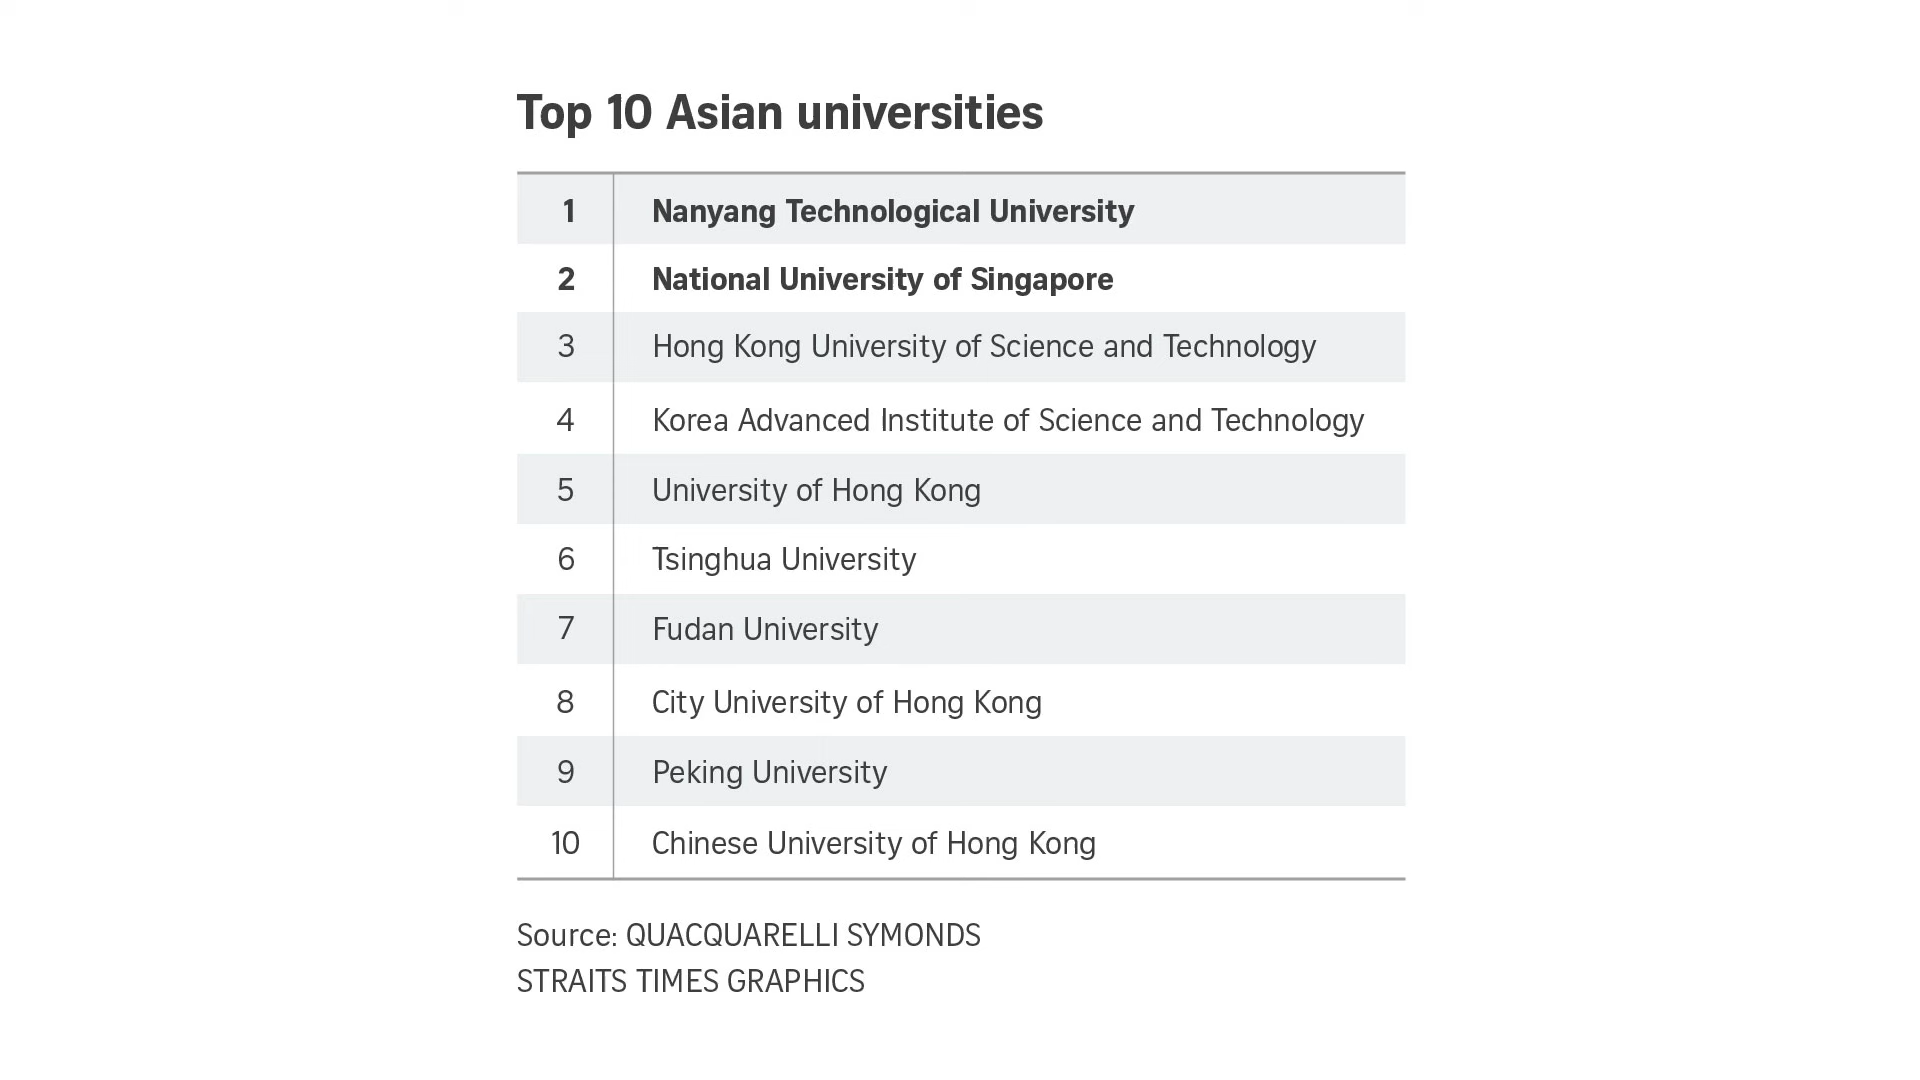 Top 10 Asian universities
1 Nanyang Technological University
2 National University of Singapore
3 Hong Kong University of Science and Technology
4 Korea Advanced Institute of Science and Technology
5 University of Hong Kong
6 Tsinghua University
7 Fudan University
8 City University of Hong Kong
9 Peking University
10 Chinese University of Hong Kong
Source: QUACQUARELLI SYMONDS
STRAITS TIMES GRAPHICS